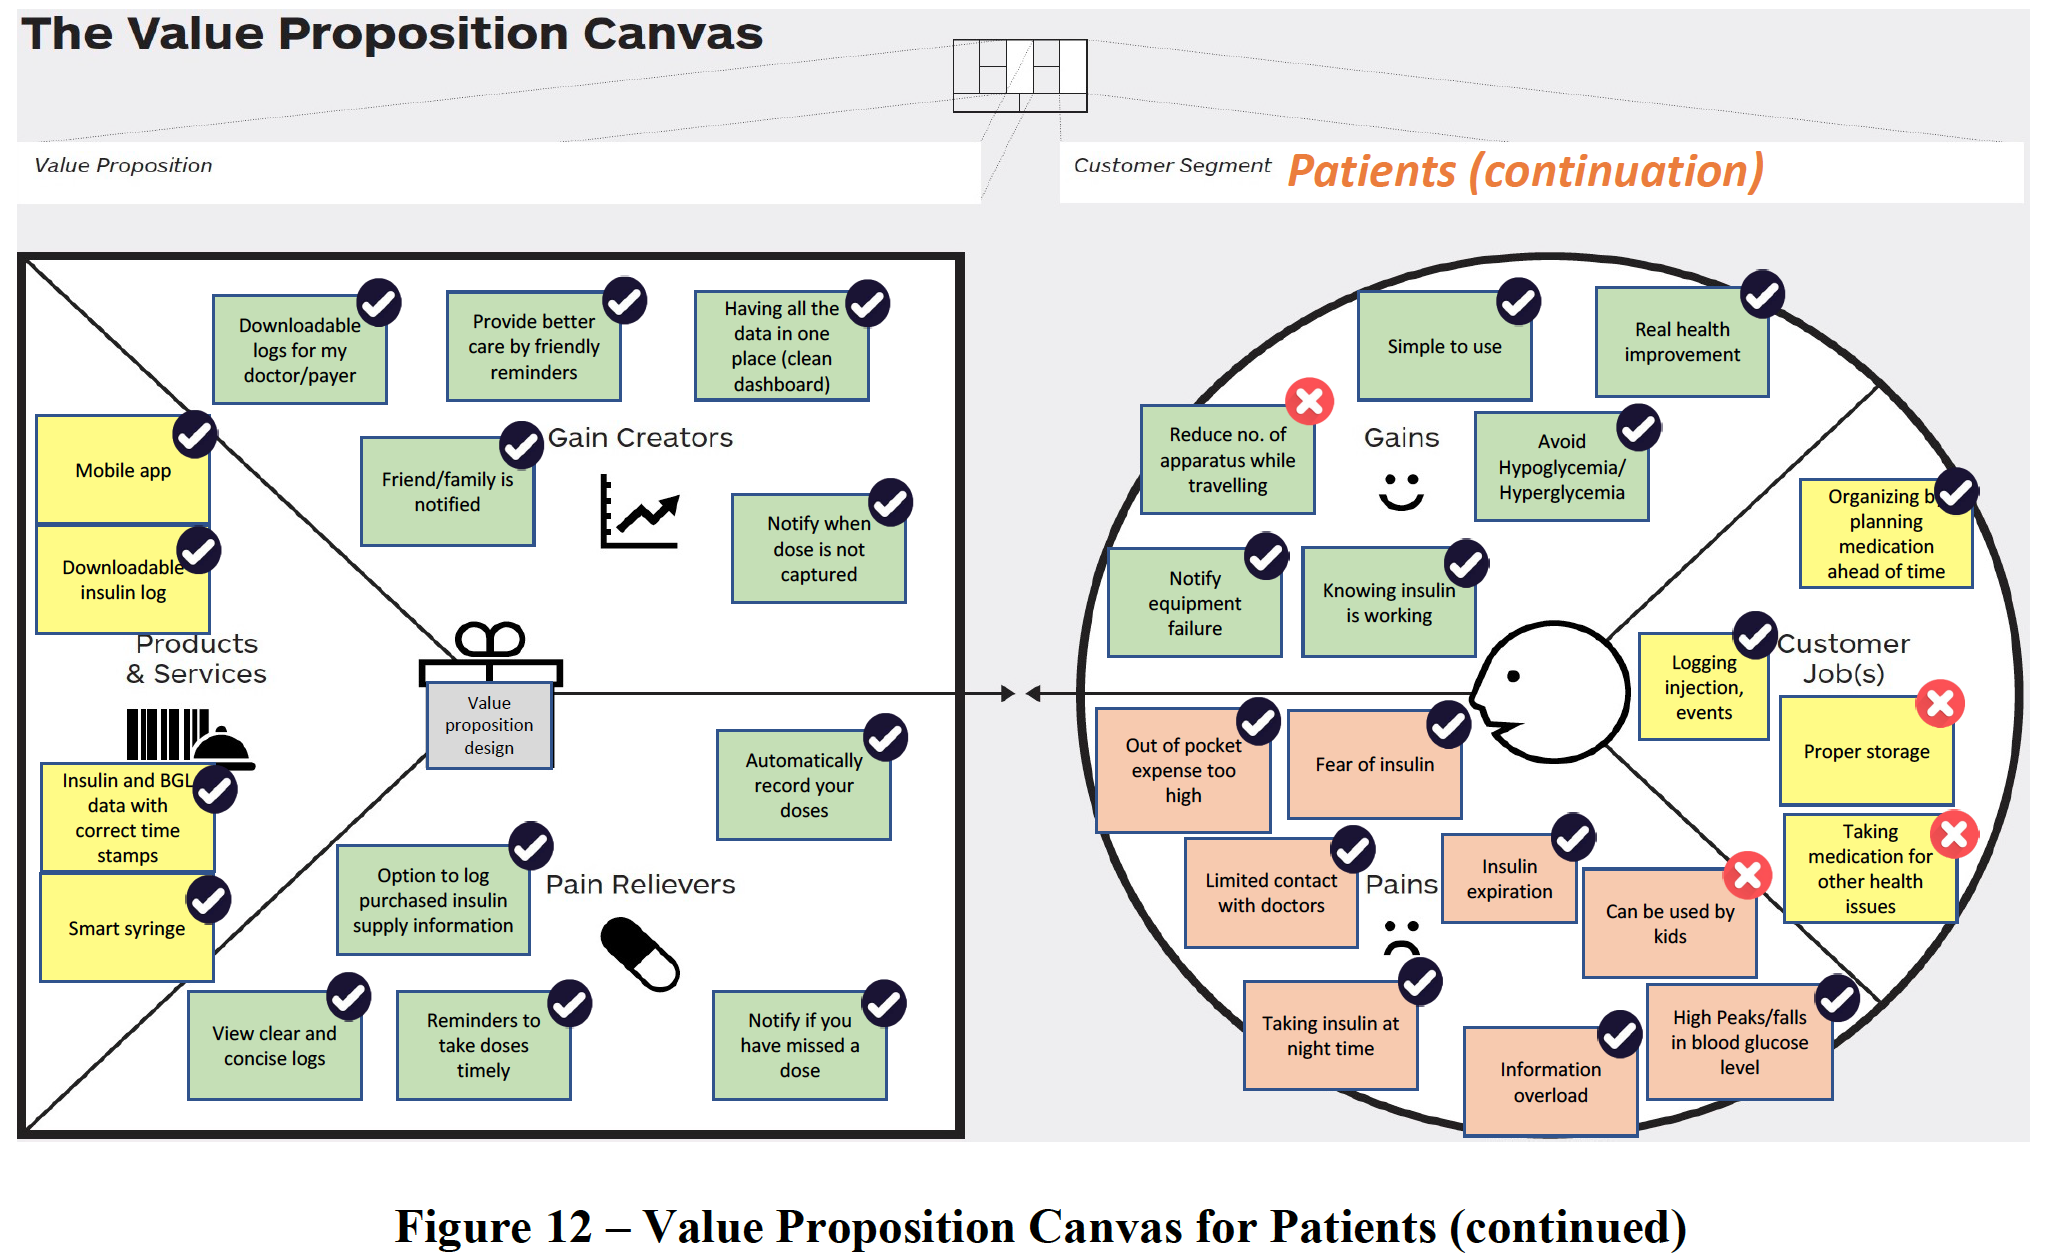 The Value Proposition Canvas
Value Proposition
Customer Segment Patients (continuation)
Downloadable
logs for my
doctor/payer
Provide better
care by friendly
reminders
Having all the
data in one
place (clean
dashboard)
Mobile app
Friend/family is
notified
Gain Creators
Notify when
dose is not
captured
Downloadable
insulin log
Products
& Services
Value
proposition
design
Insulin and BGL
data with
correct time
stamps
Smart syringe
Automatically
record your
doses
Option to log
purchased insulin
supply information
Pain Relievers
View clear and
concise logs
Reminders to
take doses
timely
Notify if you
have missed a
dose
Simple to use
Real health
improvement
Reduce no. of
apparatus while
travelling
Gains
Avoid
Hypoglycemia/
Hyperglycemia
Notify
equipment
failure
Knowing insulin
is working
Organizing by
planning
medication
ahead of time
Logging
injection,
events
Customer
Job(s)
Proper storage
Taking
medication for
other health
issues
Out of pocket
expense too
high
Fear of insulin
Limited contact
with doctors
Pains
Insulin
expiration
Can be used by
kids
Taking insulin at
night time
Information
overload
High Peaks/falls
in blood glucose
level
Figure 12 – Value Proposition Canvas for Patients (continued)